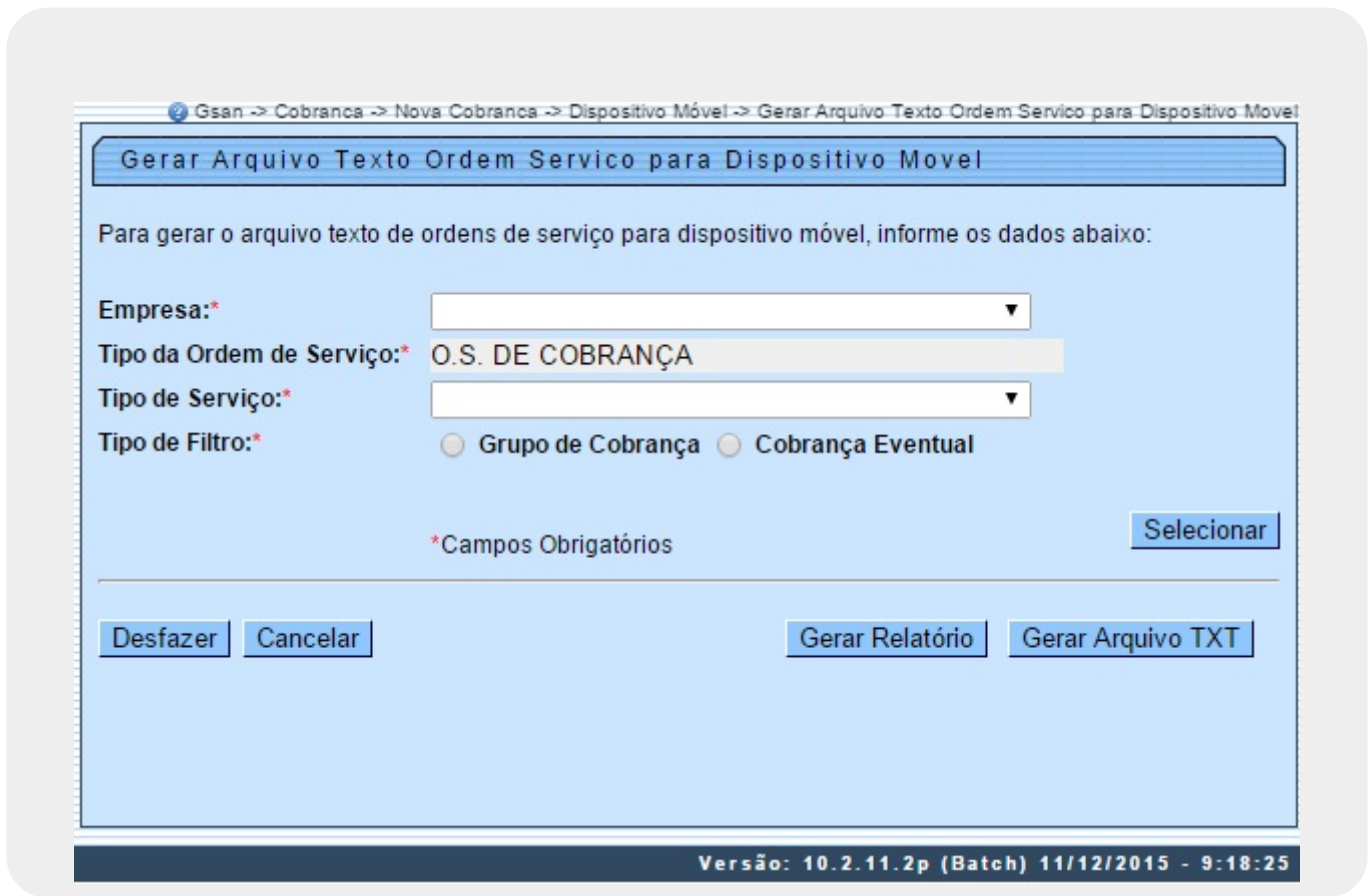 Gsan -> Cobranca -> Nova Cobranca -> Dispositivo Móvel -> Gerar Arquivo Texto Ordem Servico para Dispositivo Movel
Gerar Arquivo Texto Ordem Servico para Dispositivo Movel
Para gerar o arquivo texto de ordens de serviço para dispositivo móvel, informe os dados abaixo:
Empresa:*
Tipo da Ordem de Serviço:* O.S. DE COBRANÇA
Tipo de Serviço:*
Tipo de Filtro:* Grupo de Cobrança Cobrança Eventual
*Campos Obrigatórios Selecionar
Desfazer Cancelar Gerar Relatório Gerar Arquivo TXT
Versão: 10.2.11.2p (Batch) 11/12/2015 - 9:18:25